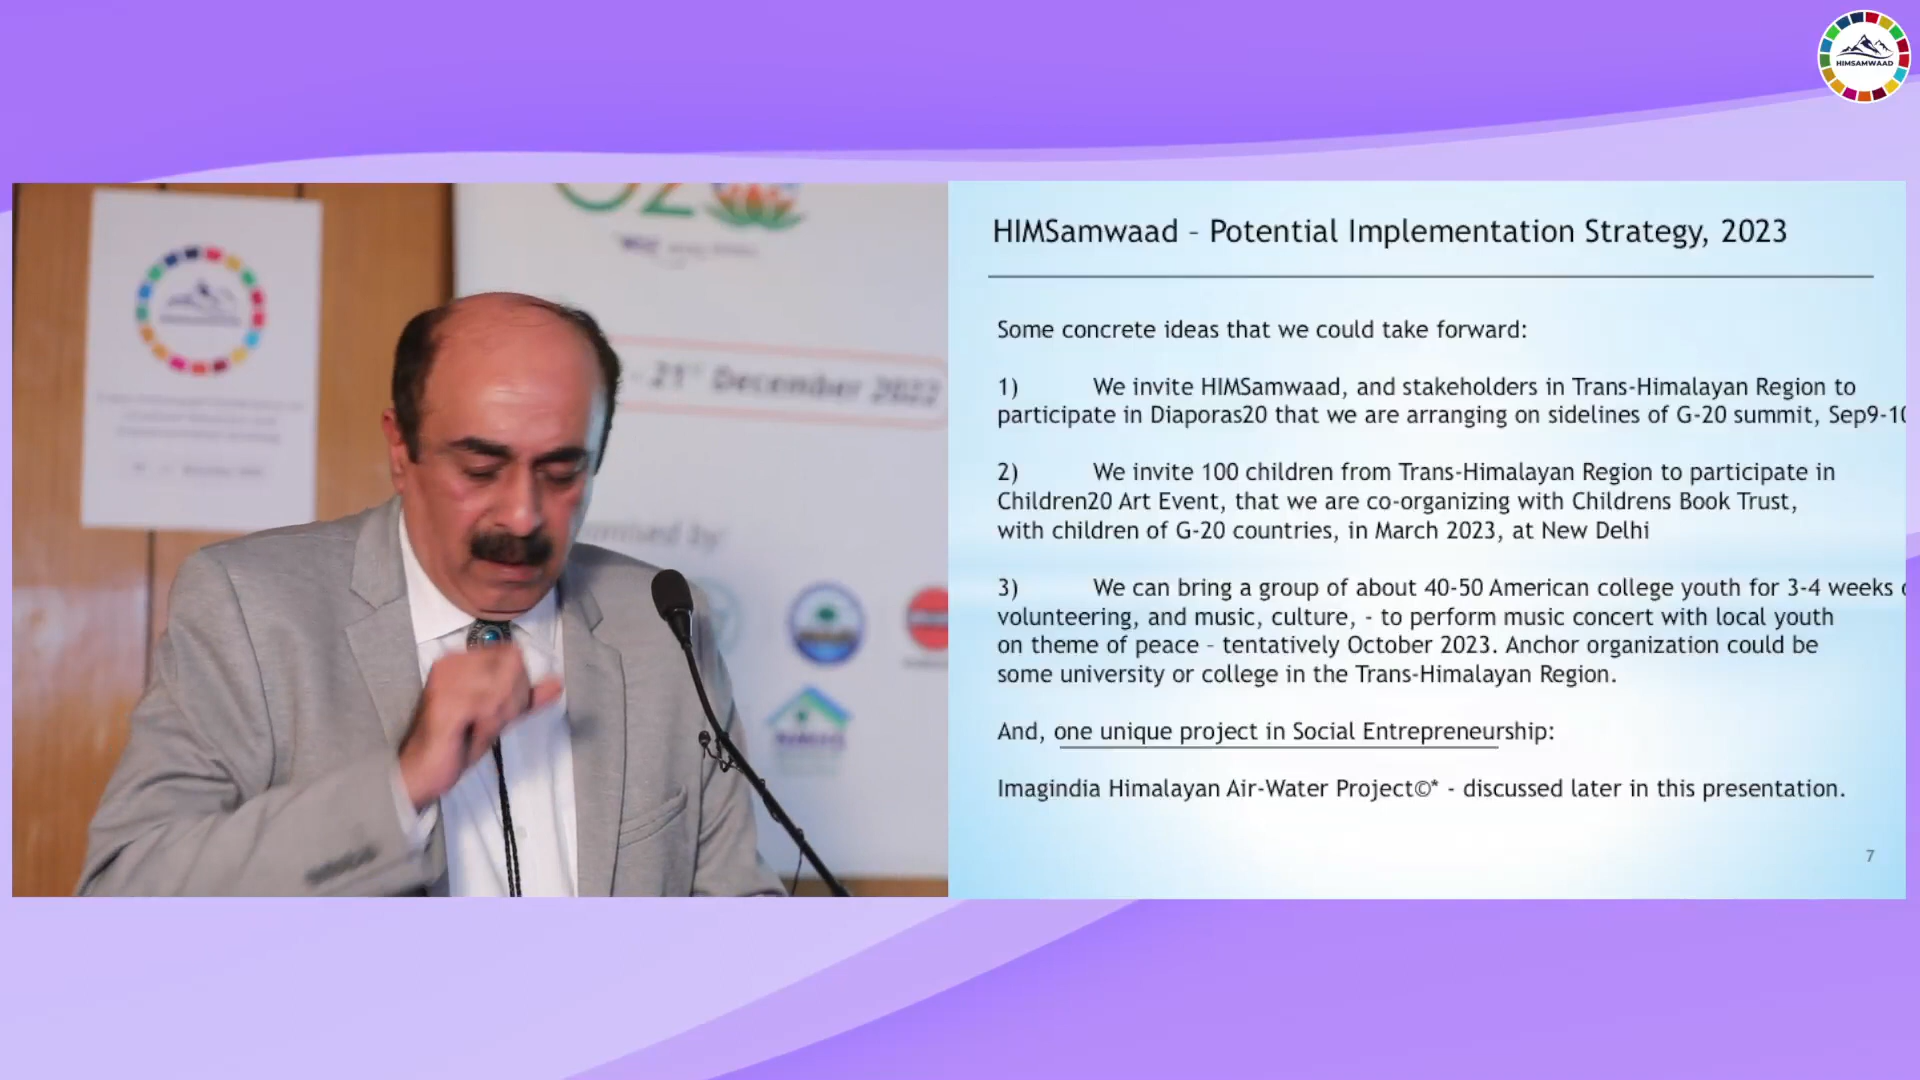 HIMSAMWAAD
21st December 2022
HIMSamwaad – Potential Implementation Strategy, 2023
Some concrete ideas that we could take forward:
1) We invite HIMSamwaad, and stakeholders in Trans-Himalayan Region to
participate in Diaporas20 that we are arranging on sidelines of G-20 summit, Sep9-10
2) We invite 100 children from Trans-Himalayan Region to participate in
Children20 Art Event, that we are co-organizing with Childrens Book Trust,
with children of G-20 countries, in March 2023, at New Delhi
3) We can bring a group of about 40-50 American college youth for 3-4 weeks
volunteering, and music, culture, - to perform music concert with local youth
on theme of peace – tentatively October 2023. Anchor organization could be
some university or college in the Trans-Himalayan Region.
And, one unique project in Social Entrepreneurship:
Imagindia Himalayan Air-Water Project©* - discussed later in this presentation.
7